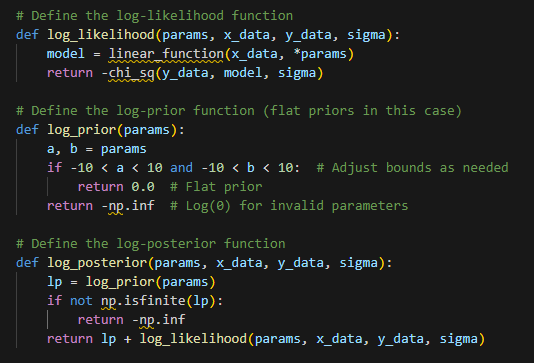 # Define the log-likelihood function
def log_likelihood(params, x_data, y_data, sigma):
    model = linear_function(x_data, *params)
    return -chi_sq(y_data, model, sigma)

# Define the log-prior function (flat priors in this case)
def log_prior(params):
    a, b = params
    if -10 < a < 10 and -10 < b < 10:  # Adjust bounds as needed
        return 0.0  # Flat prior
    return -np.inf  # Log(0) for invalid parameters

# Define the log-posterior function
def log_posterior(params, x_data, y_data, sigma):
    lp = log_prior(params)
    if not np.isfinite(lp):
        return -np.inf
    return lp + log_likelihood(params, x_data, y_data, sigma)